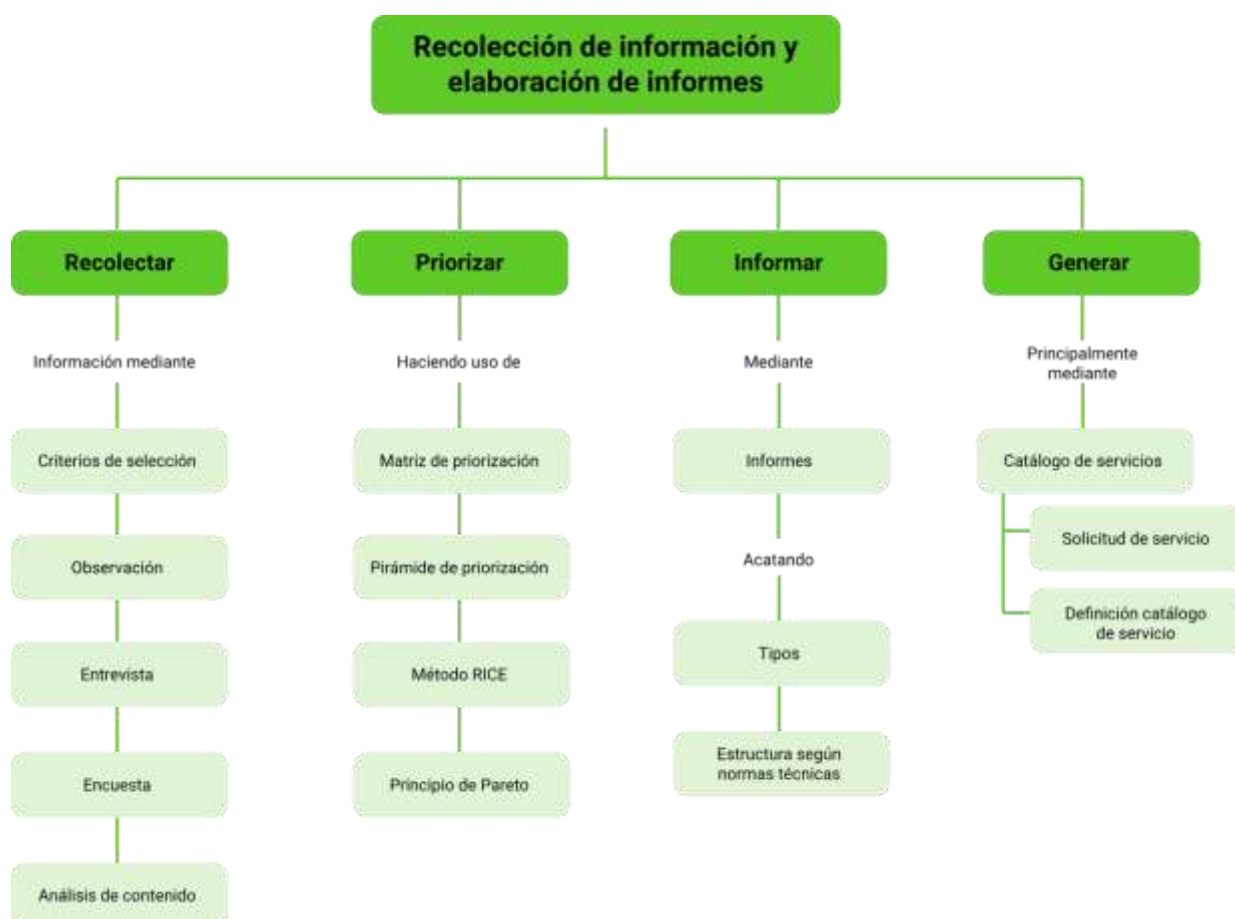 Recolección de información y
elaboración de informes
Recolectar
Priorizar
Informar
Generar
Información mediante
Haciendo uso de
Mediante
Principalmente
mediante
Criterios de selección
Matriz de priorización
Informes
Catálogo de servicios
Solicitud de servicio
Observación
Pirámide de priorización
Acatando
Definición catálogo
de servicio
Entrevista
Método RICE
Tipos
Encuesta
Principio de Pareto
Estructura según
normas técnicas
Análisis de contenido